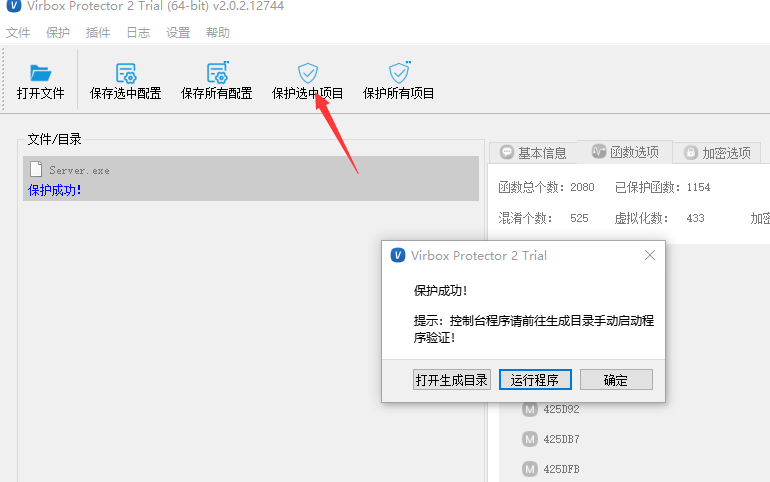 Virbox Protector 2 Trial (64-bit) v2.0.2.12744
文件 保护 插件 日志 设置 帮助
打开文件 保存选中配置 保存所有配置 保护选中项目 保护所有项目
文件/目录
Server.exe
保护成功!
基本信息 函数选项 加密选项
函数总个数: 2080 已保护函数: 1154
混淆个数: 525 虚拟化数: 433 加密
Virbox Protector 2 Trial
保护成功!
提示: 控制台程序请前往生成目录手动启动程
序验证!
打开生成目录 运行程序 确定
M 425D92
M 425DB7
M 425DFB